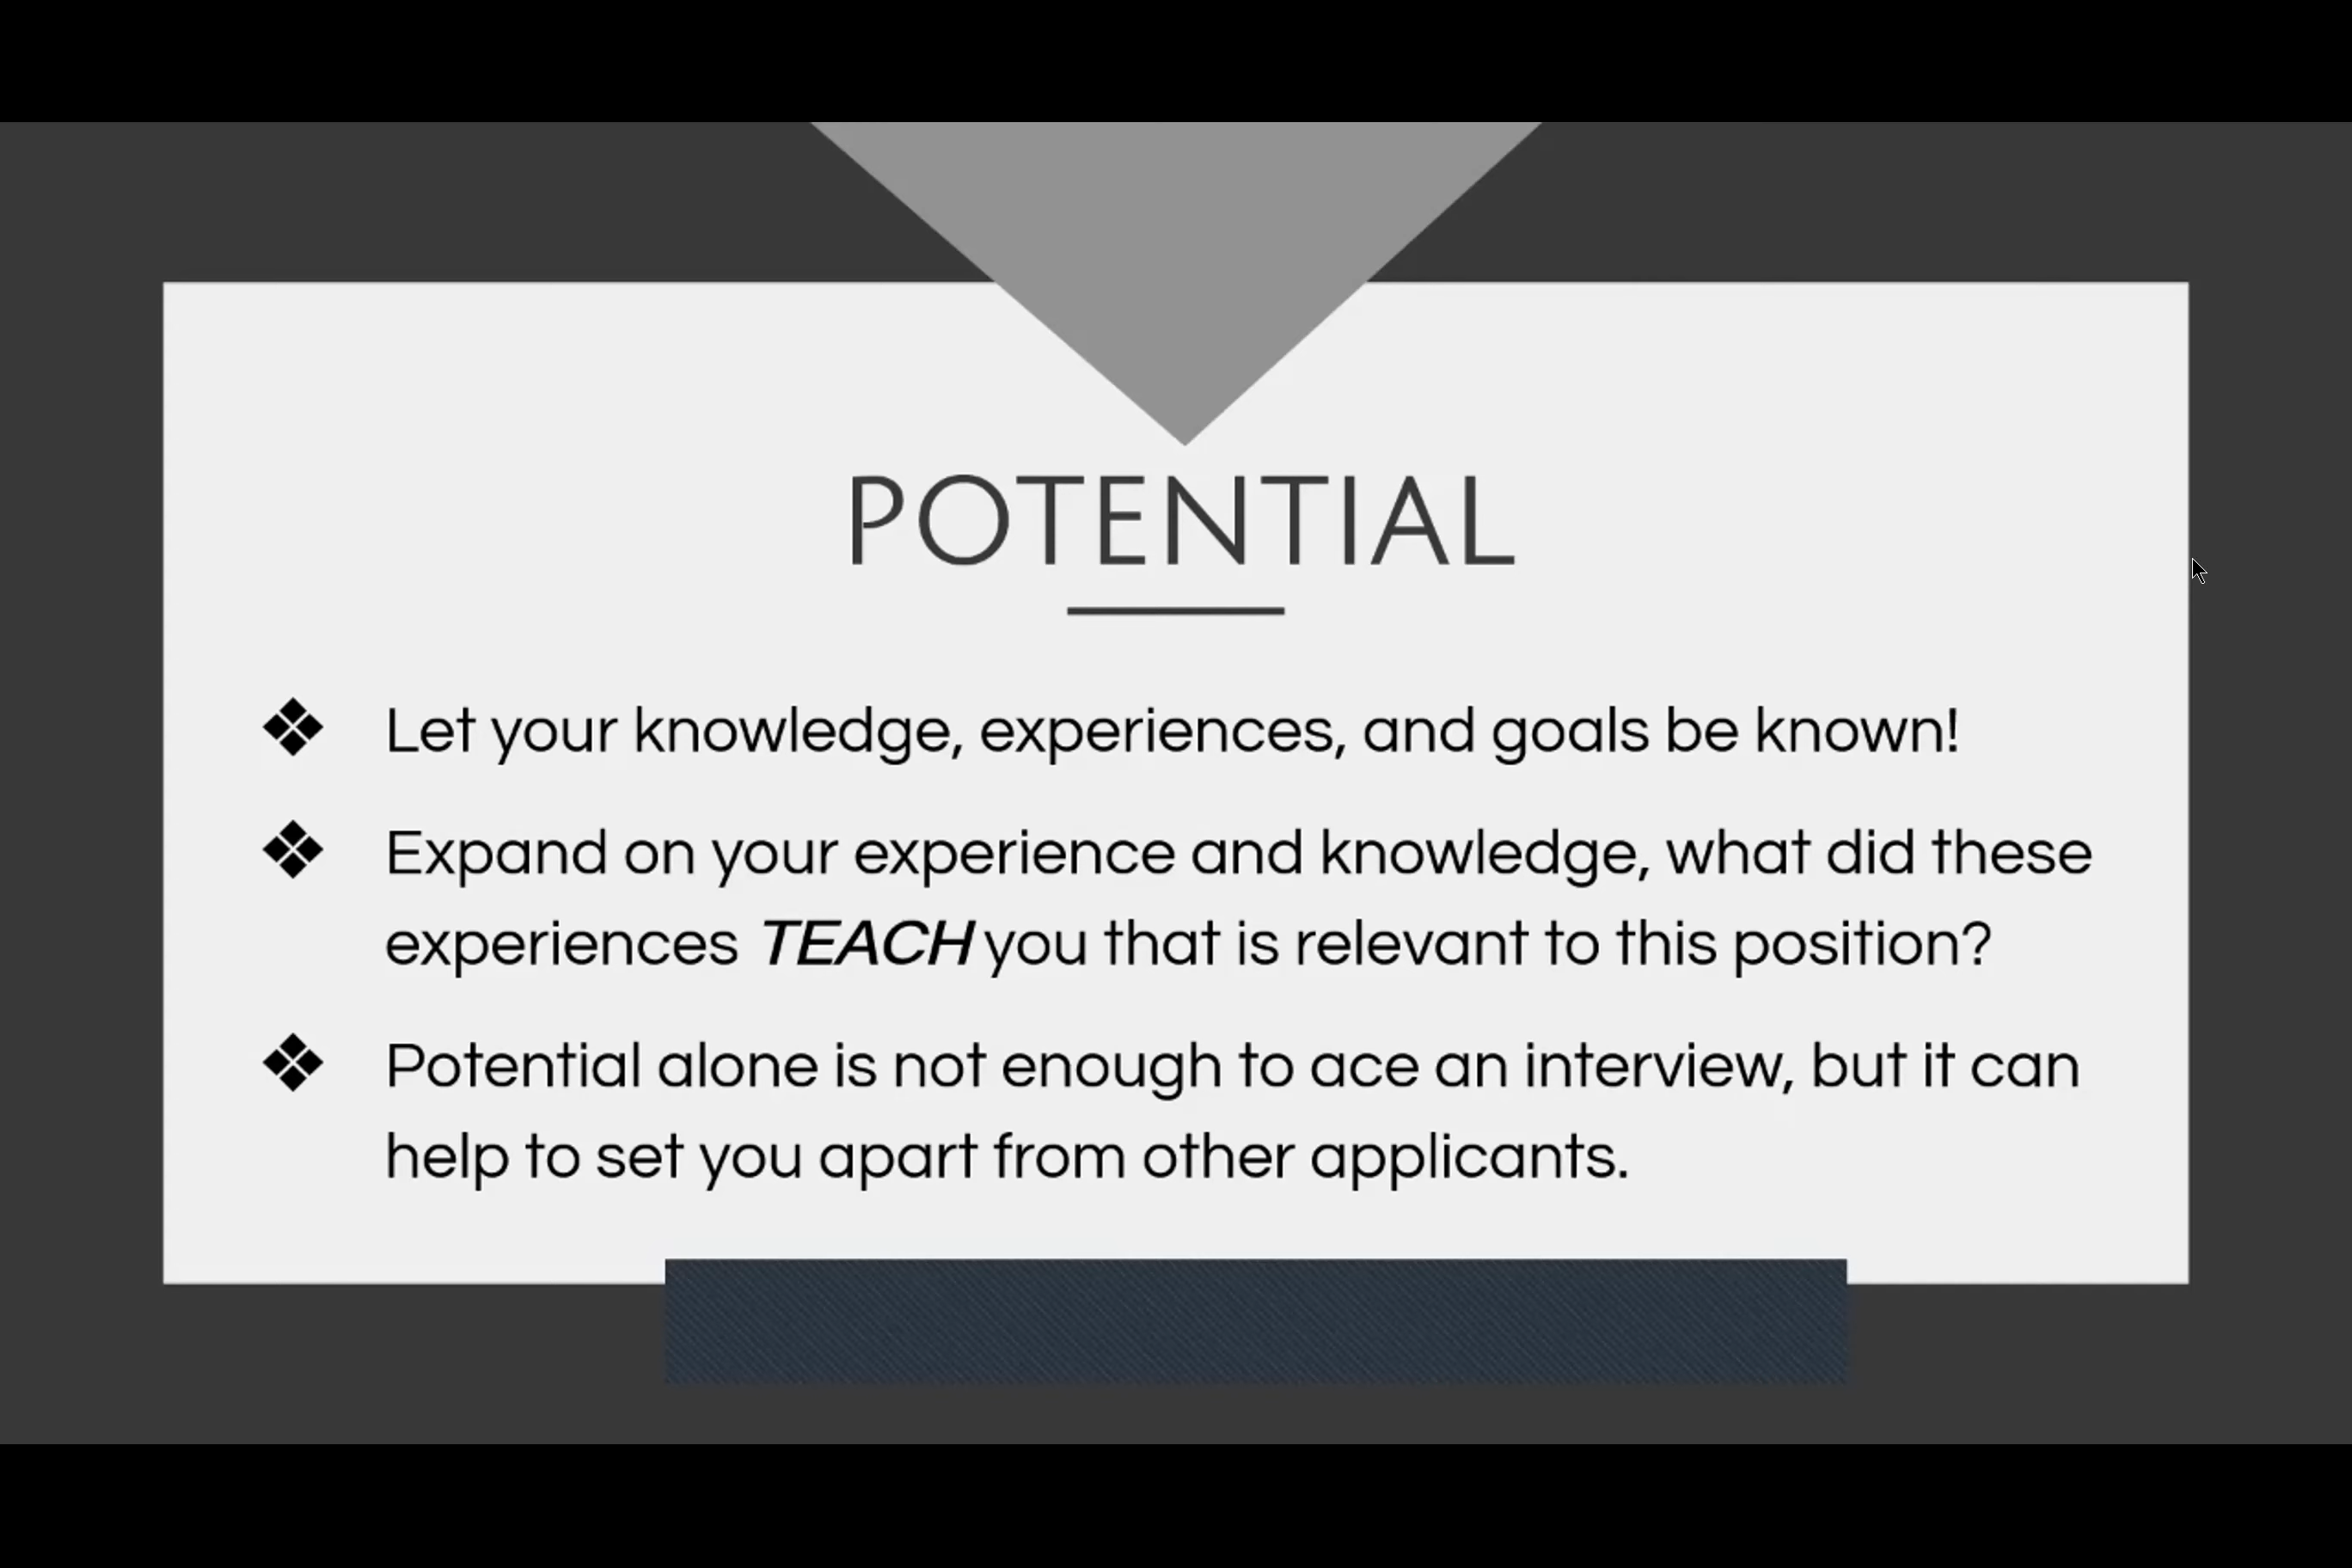 POTENTIAL
Let your knowledge, experiences, and goals be known!
Expand on your experience and knowledge, what did these
experiences TEACH you that is relevant to this position?
Potential alone is not enough to ace an interview, but it can
help to set you apart from other applicants.